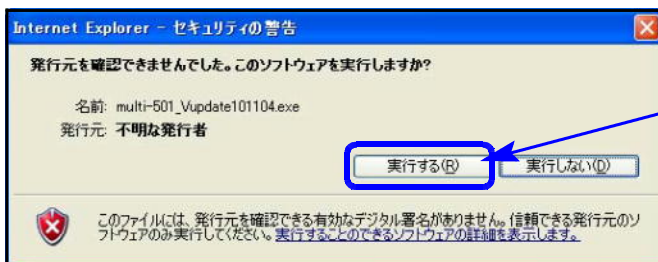 Internet Explorer - セキュリティの警告
発行元を確認できませんでした。このソフトウェアを実行しますか?
名前: multi-501_Vupdate101104.exe
発行元: 不明な発行者
実行する(R) 実行しない(D)
このファイルには、発行元を確認できる有効なデジタル署名がありません。信頼できる発行元のソ
フトウェアのみ実行してください。実行することのできるソフトウェアの詳細を表示します。